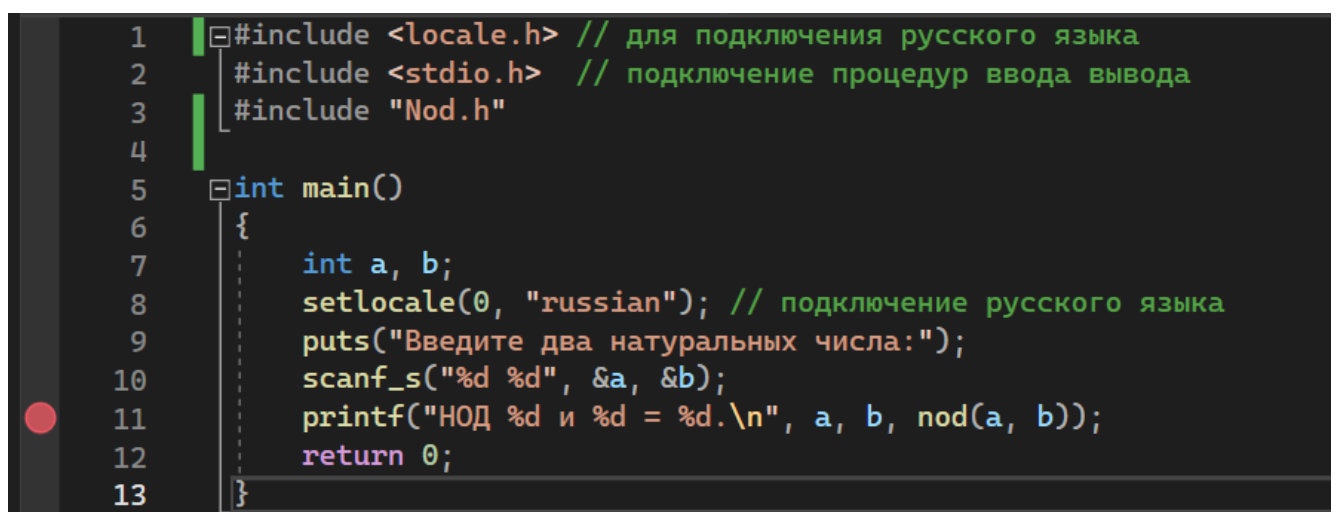 1 #include <locale.h> // для подключения русского языка
2 #include <stdio.h>  // подключение процедур ввода вывода
3 #include "Nod.h"
4
5 int main()
6 {
7     int a, b;
8     setlocale(0, "russian"); // подключение русского языка
9     puts("Введите два натуральных числа:");
10     scanf_s("%d %d", &a, &b);
11     printf("НОД %d и %d = %d.\n", a, b, nod(a, b));
12     return 0;
13 }